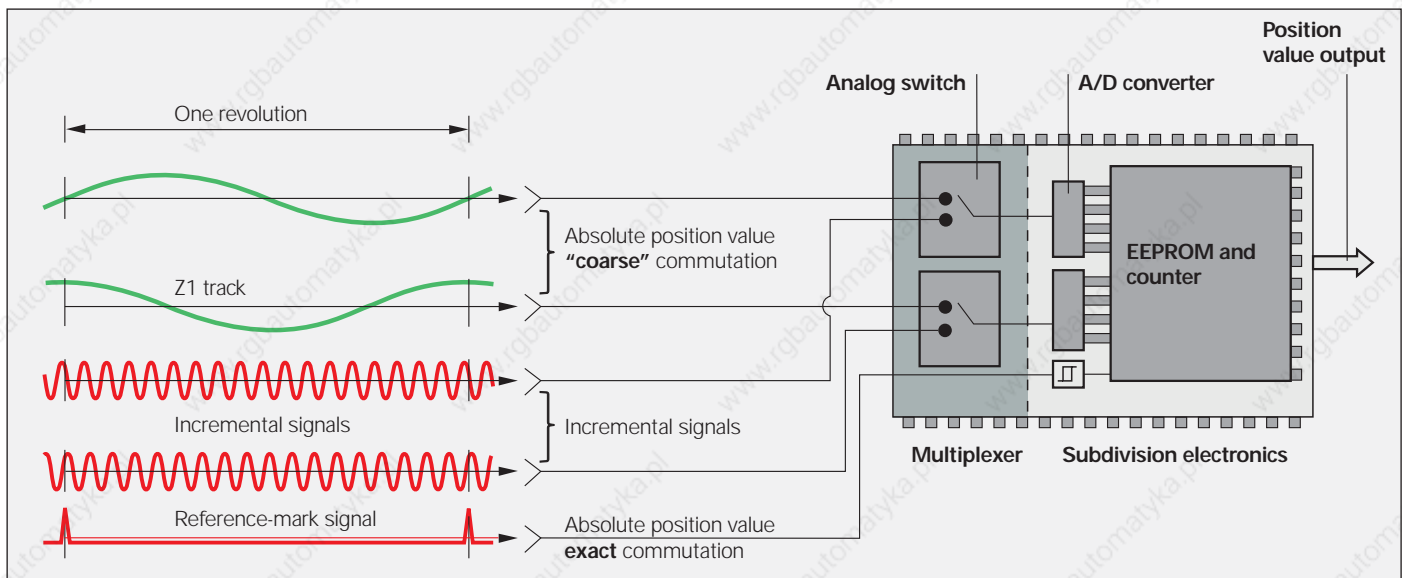 Position
value output
Analog switch
A/D converter
One revolution
Absolute position value
“coarse” commutation
EEPROM and
counter
Z1 track
Incremental signals
Incremental signals
Multiplexer
Subdivision electronics
Reference-mark signal
Absolute position value
exact commutation
www.rgbautomatyka.pl